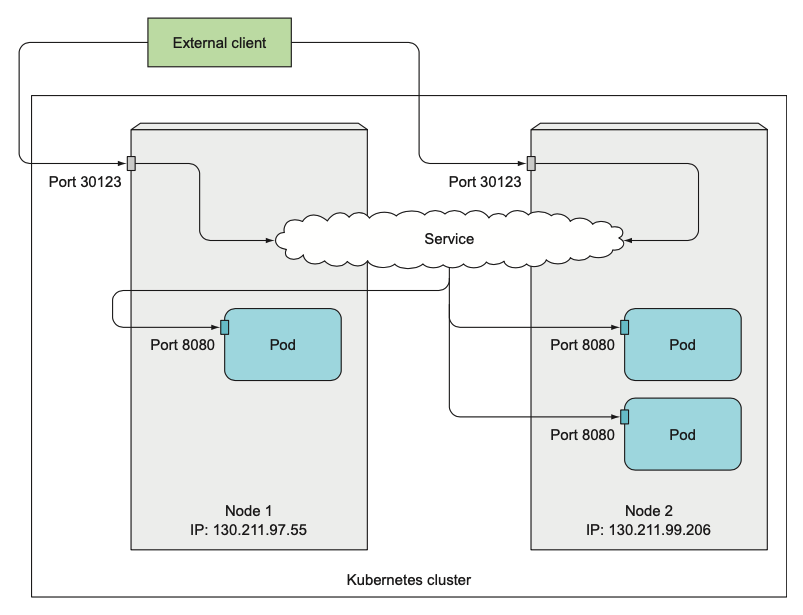 External client
Port 30123
Port 30123
Service
Port 8080
Pod
Port 8080
Pod
Port 8080
Pod
Node 1
IP: 130.211.97.55
Node 2
IP: 130.211.99.206
Kubernetes cluster